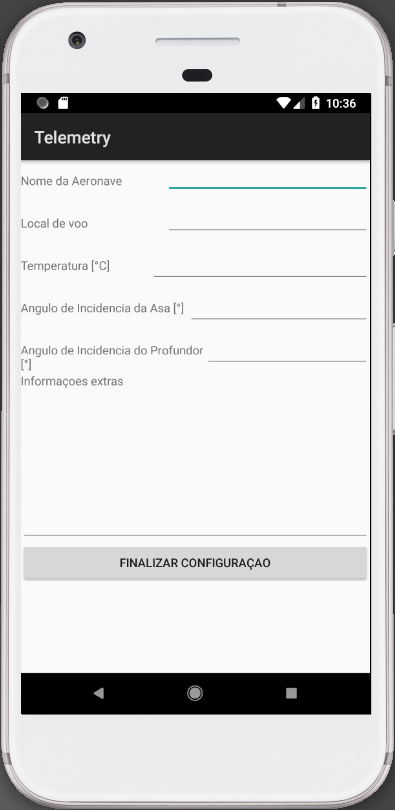 10:36
Telemetry
Nome da Aeronave
Local de voo
Temperatura [°C]
Angulo de Incidencia da Asa [°]
Angulo de Incidencia do Profundor
[°]
Informaçoes extras
FINALIZAR CONFIGURAÇAO